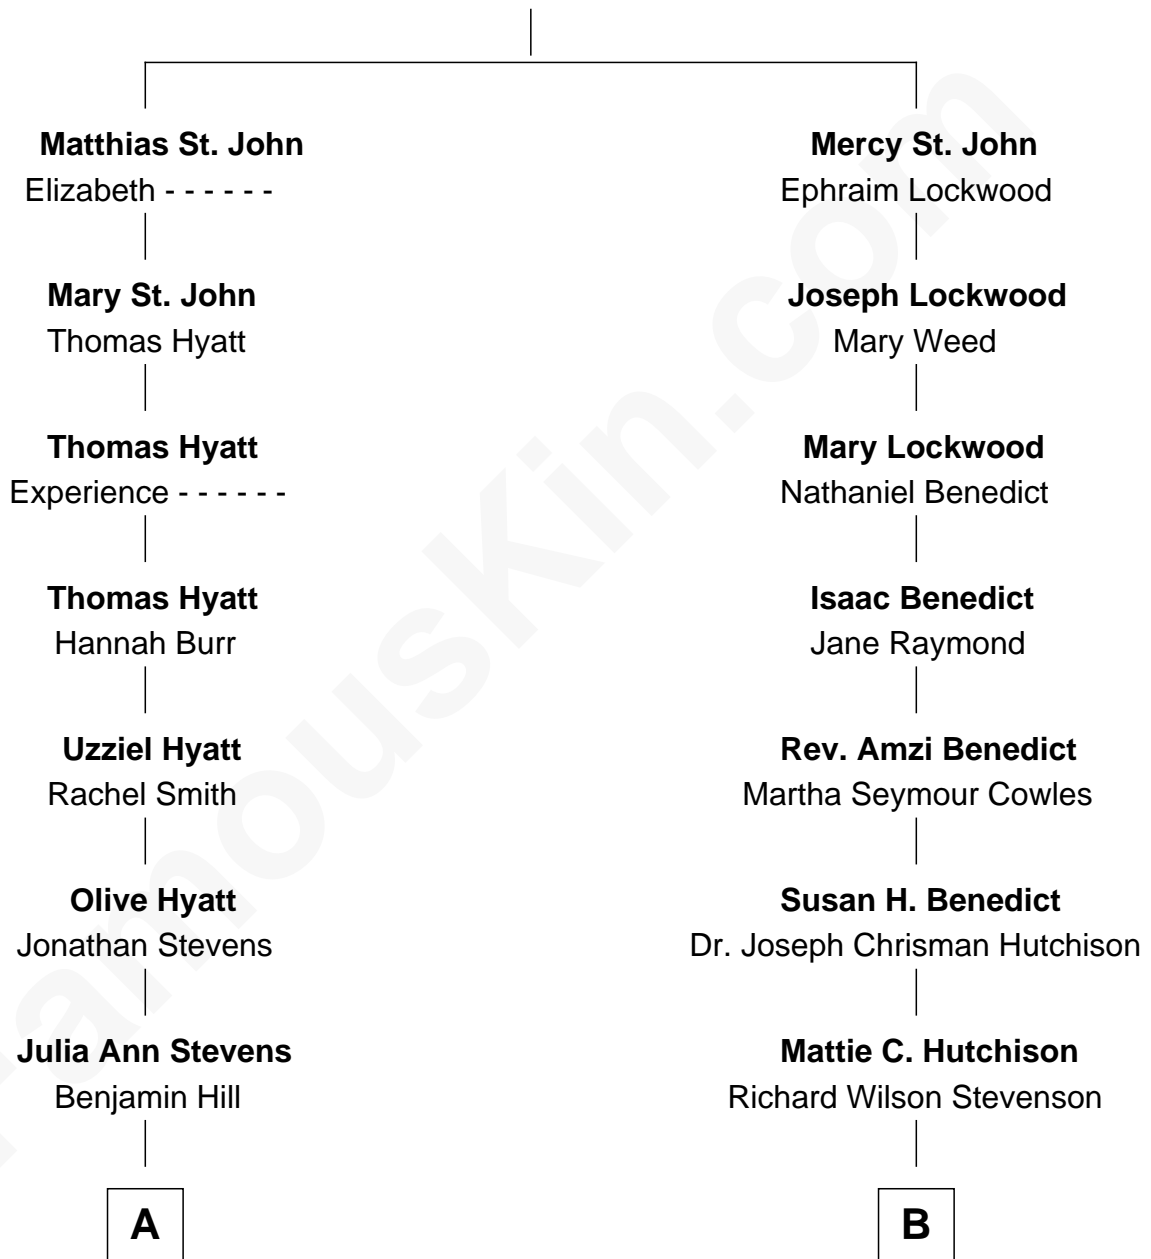 Matthias St. John
Elizabeth - - - - - -
Mary St. John
Thomas Hyatt
Thomas Hyatt
Experience - - - - - -
Thomas Hyatt
Hannah Burr
Uzziel Hyatt
Rachel Smith
Olive Hyatt
Jonathan Stevens
Julia Ann Stevens
Benjamin Hill
A
Mercy St. John
Ephraim Lockwood
Joseph Lockwood
Mary Weed
Mary Lockwood
Nathaniel Benedict
Isaac Benedict
Jane Raymond
Rev. Amzi Benedict
Martha Seymour Cowles
Susan H. Benedict
Dr. Joseph Chrisman Hutchison
Mattie C. Hutchison
Richard Wilson Stevenson
B
FamousKin.com